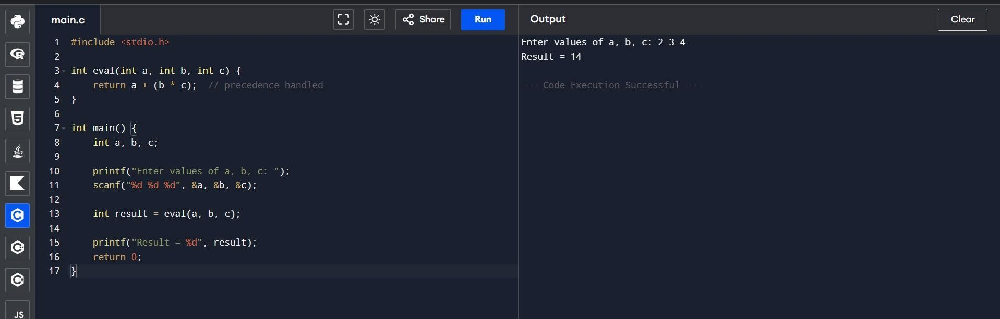 main.c
Share
Run
Output
Clear
1 #include <stdio.h>
2
3 int eval(int a, int b, int c) {
4     return a + (b * c);  // precedence handled
5 }
6
7 int main() {
8     int a, b, c;
9
10     printf("Enter values of a, b, c: ");
11     scanf("%d %d %d", &a, &b, &c);
12
13     int result = eval(a, b, c);
14
15     printf("Result = %d", result);
16     return 0;
17 }
Enter values of a, b, c: 2 3 4
Result = 14
=== Code Execution Successful ===
R
5
C
C
C
JS